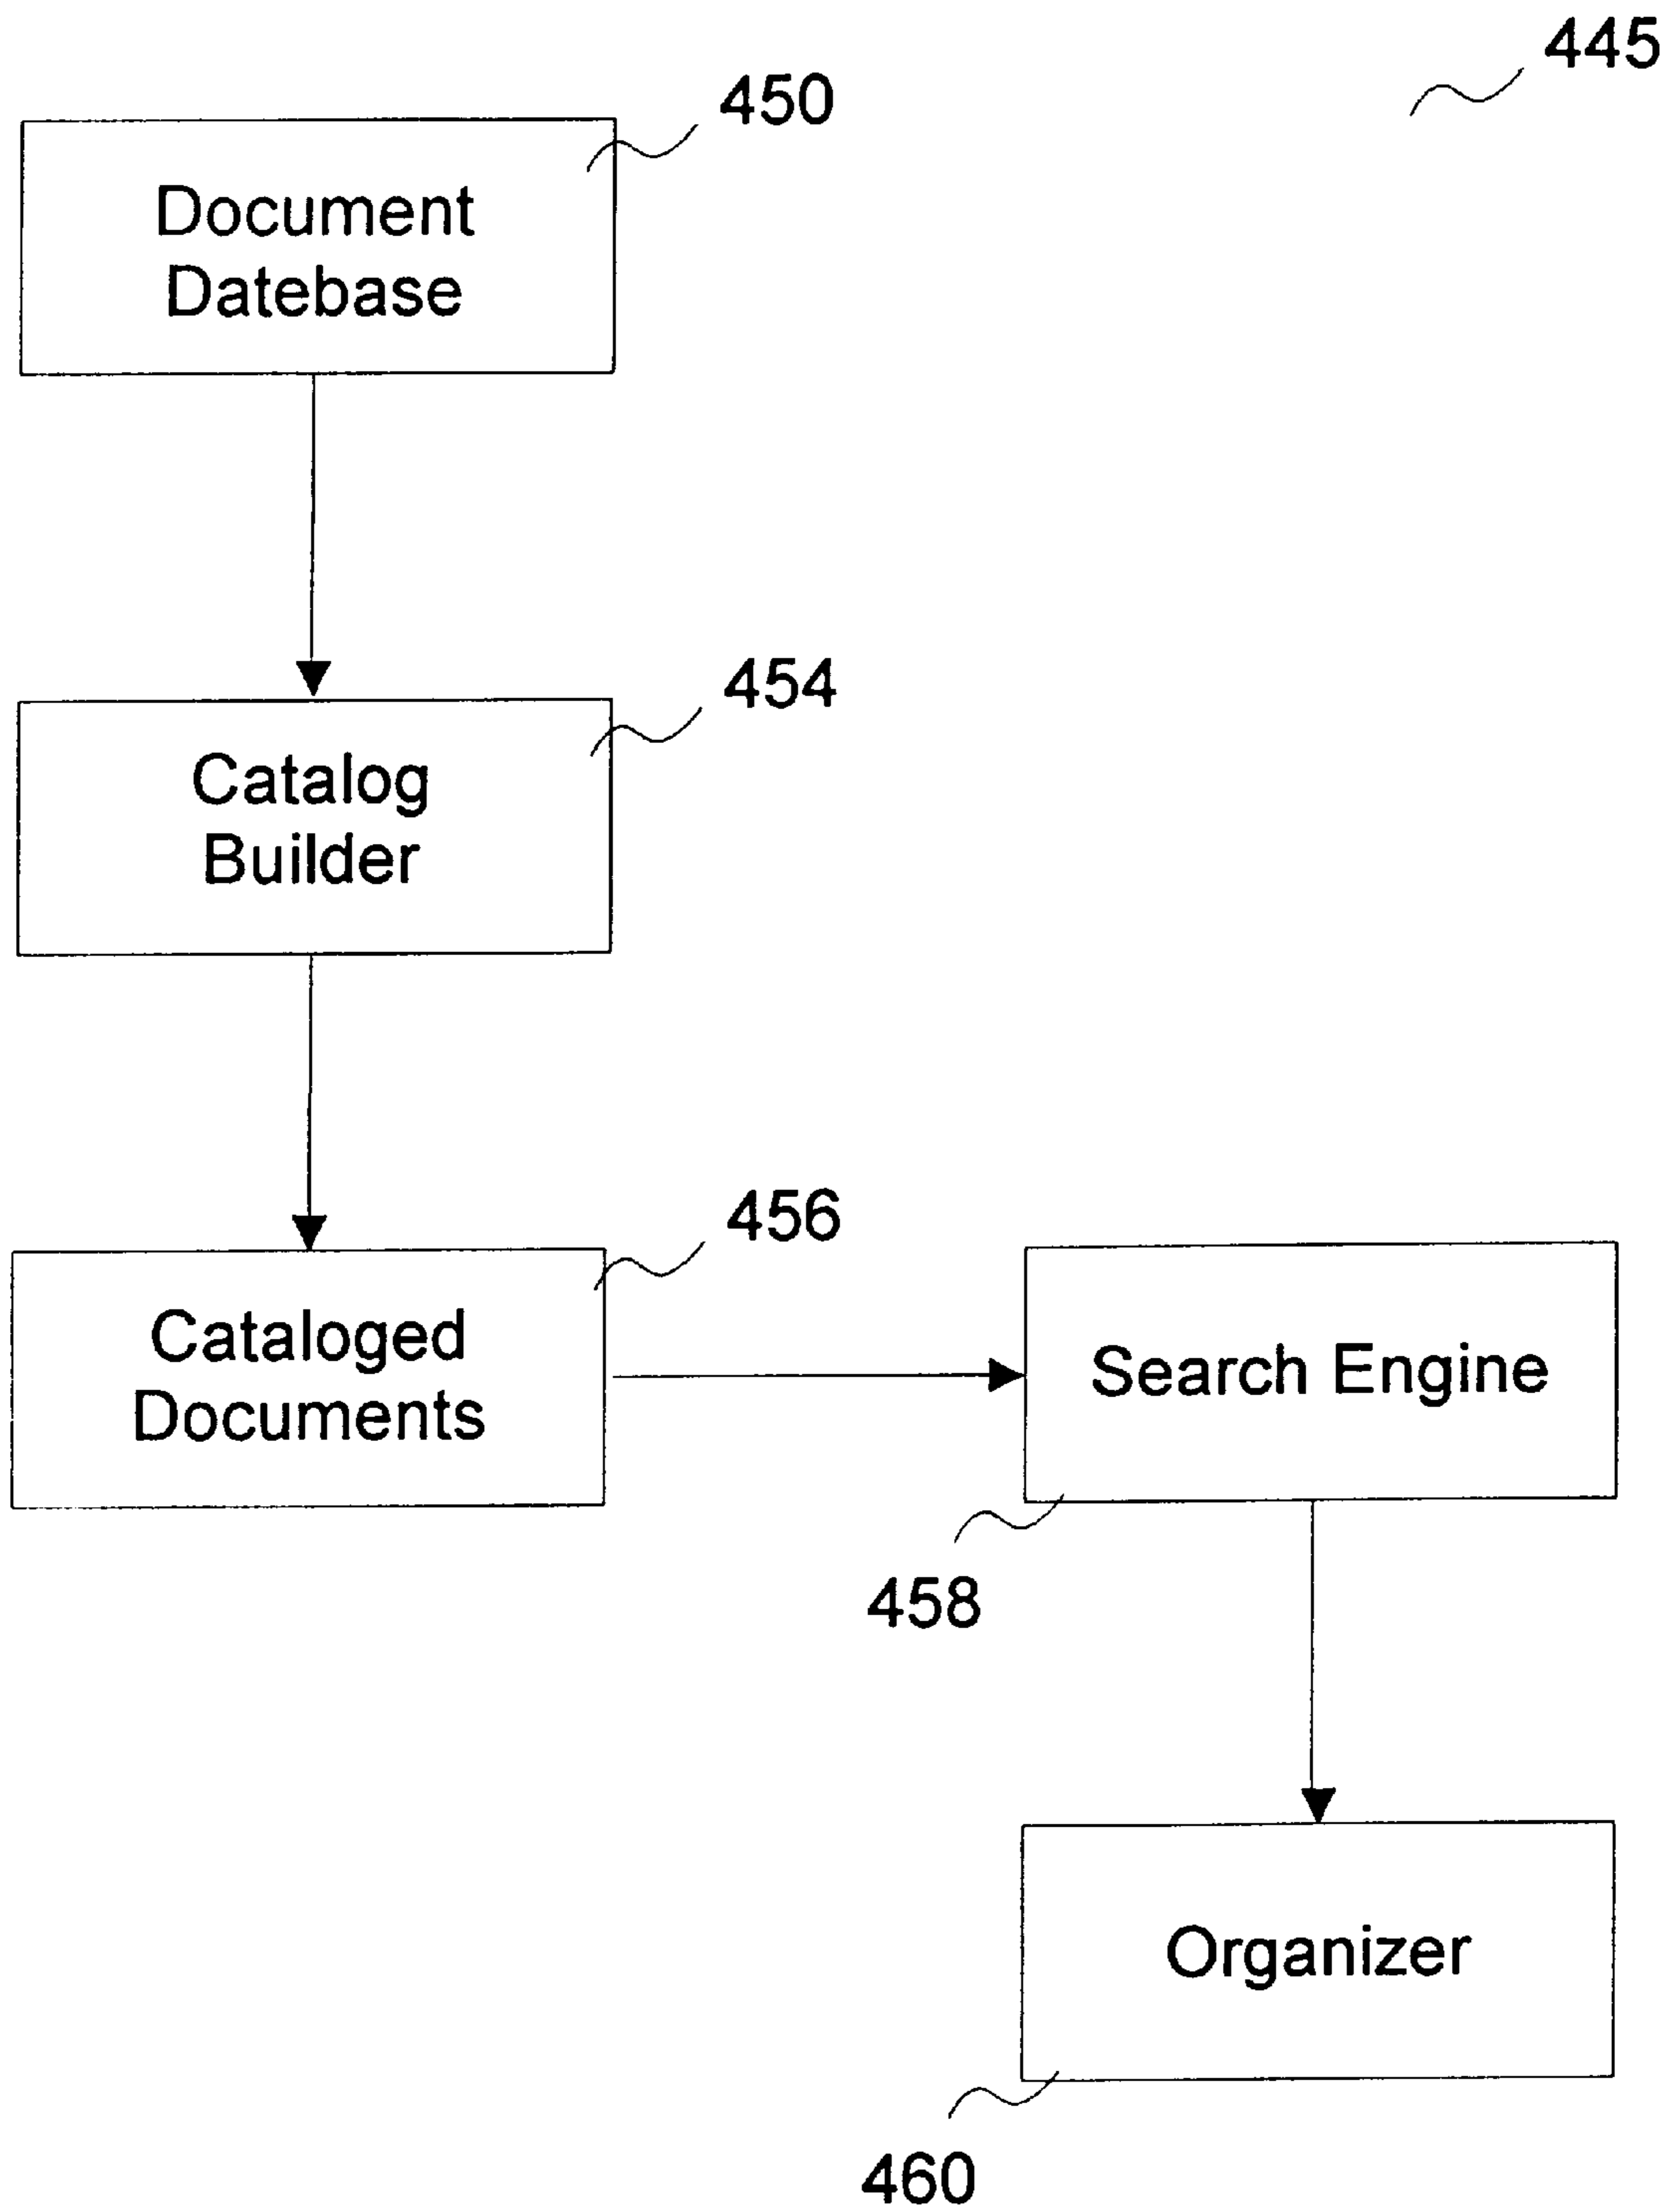 445
450
Document
Datebase
454
Catalog
Builder
456
Cataloged
Documents
Search Engine
458
Organizer
460